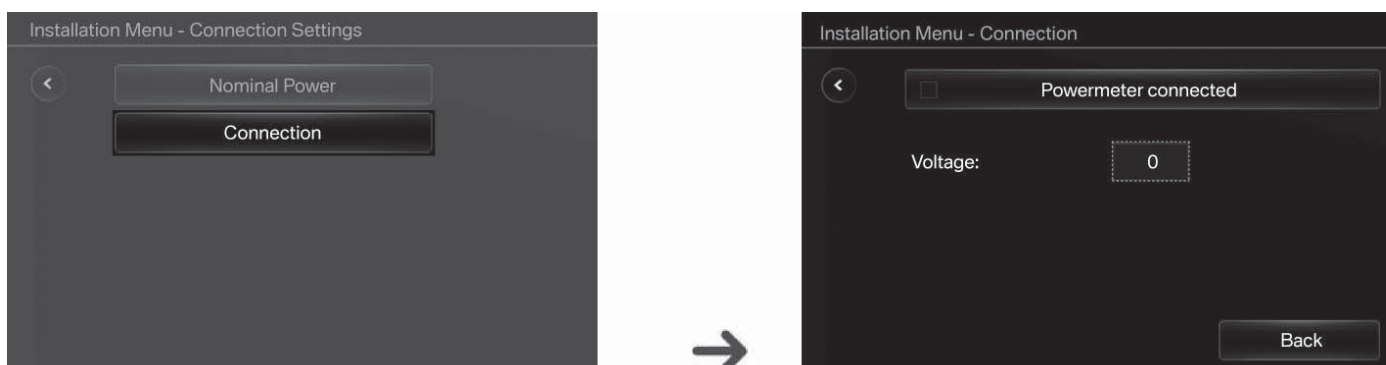 Installation Menu - Connection Settings
Nominal Power
Connection
Installation Menu - Connection
Powermeter connected
Voltage: 0
Back